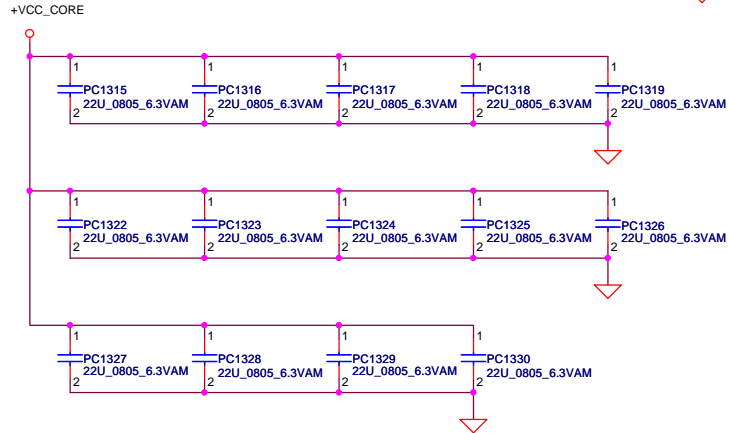 +VCC_CORE
1 1 1 1 1
PC1315 PC1316 PC1317 PC1318 PC1319
22U_0805_6.3VAM 22U_0805_6.3VAM 22U_0805_6.3VAM 22U_0805_6.3VAM 22U_0805_6.3VAM
2 2 2 2 2
1 1 1 1 1
PC1322 PC1323 PC1324 PC1325 PC1326
22U_0805_6.3VAM 22U_0805_6.3VAM 22U_0805_6.3VAM 22U_0805_6.3VAM 22U_0805_6.3VAM
2 2 2 2 2
1 1 1 1
PC1327 PC1328 PC1329 PC1330
22U_0805_6.3VAM 22U_0805_6.3VAM 22U_0805_6.3VAM 22U_0805_6.3VAM
2 2 2 2